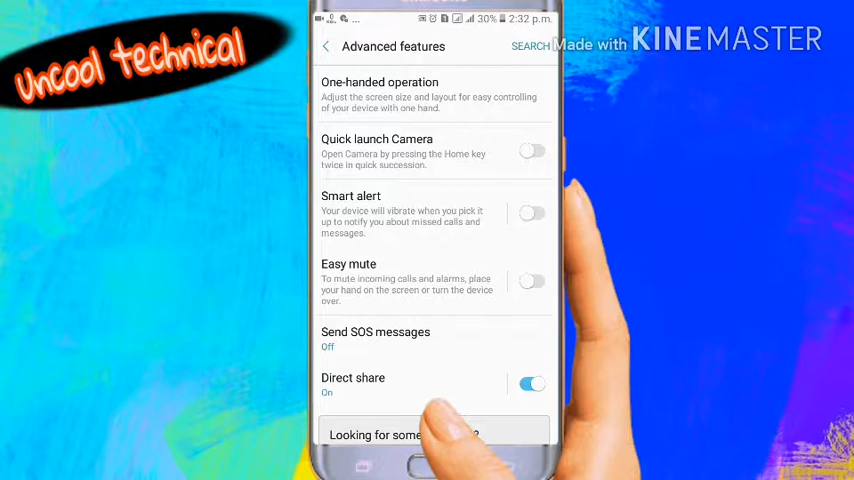 Uncool technical
30% 2:32 p.m.
Advanced features
SEARCH
Made with KINEMASTER
One-handed operation
Adjust the screen size and layout for easy controlling
of your device with one hand.
Quick launch Camera
Open Camera by pressing the Home key
twice in quick succession.
Smart alert
Your device will vibrate when you pick it
up to notify you about missed calls and
messages.
Easy mute
To mute incoming calls and alarms, place
your hand on the screen or turn the device
over.
Send SOS messages
Off
Direct share
On
Looking for some ?